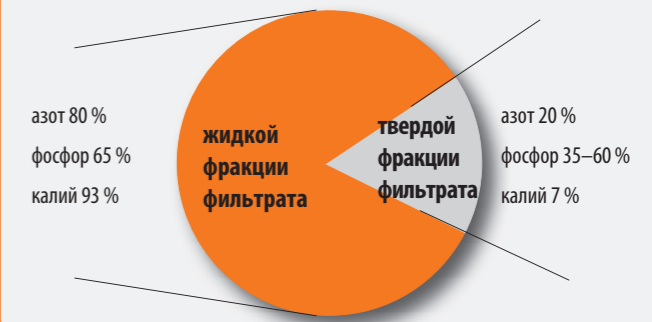 азот 80 %
фосфор 65 %
калий 93 %
жидкой
фракции
фильтрата
твердой
фракции
фильтрата
азот 20 %
фосфор 35–60 %
калий 7 %